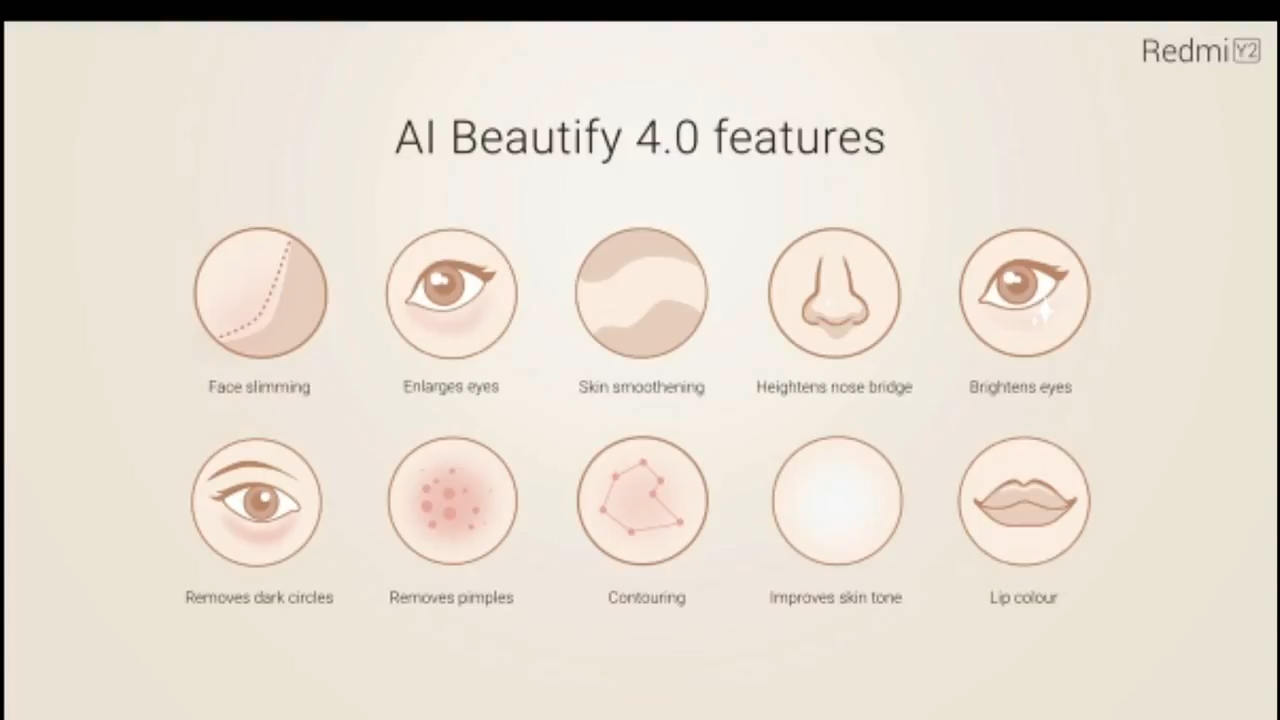 Redmi Y2
AI Beautify 4.0 features
Face slimming
Enlarges eyes
Skin smoothening
Heightens nose bridge
Brightens eyes
Removes dark circles
Removes pimples
Contouring
Improves skin tone
Lip colour